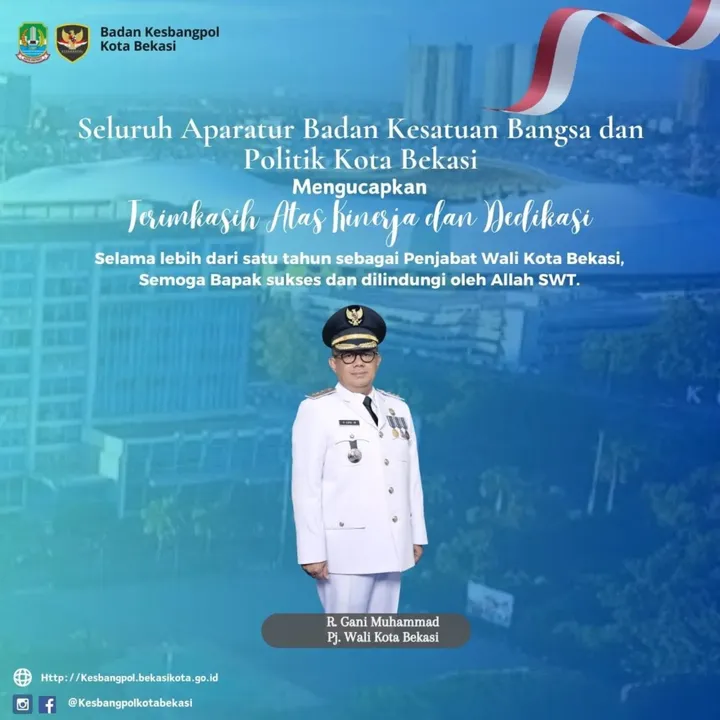 Badan Kesbangpol
Kota Bekasi
Seluruh Aparatur Badan Kesatuan Bangsa dan
Politik Kota Bekasi
Mengucapkan
Terimkasih Atas Kinerja dan Dedikasi
Selama lebih dari satu tahun sebagai Penjabat Wali Kota Bekasi,
Semoga Bapak sukses dan dilindungi oleh Allah SWT.
R. Gani Muhammad
Pj. Wali Kota Bekasi
Http://Kesbangpol.bekasikota.go.id
@Kesbangpolkotabekasi